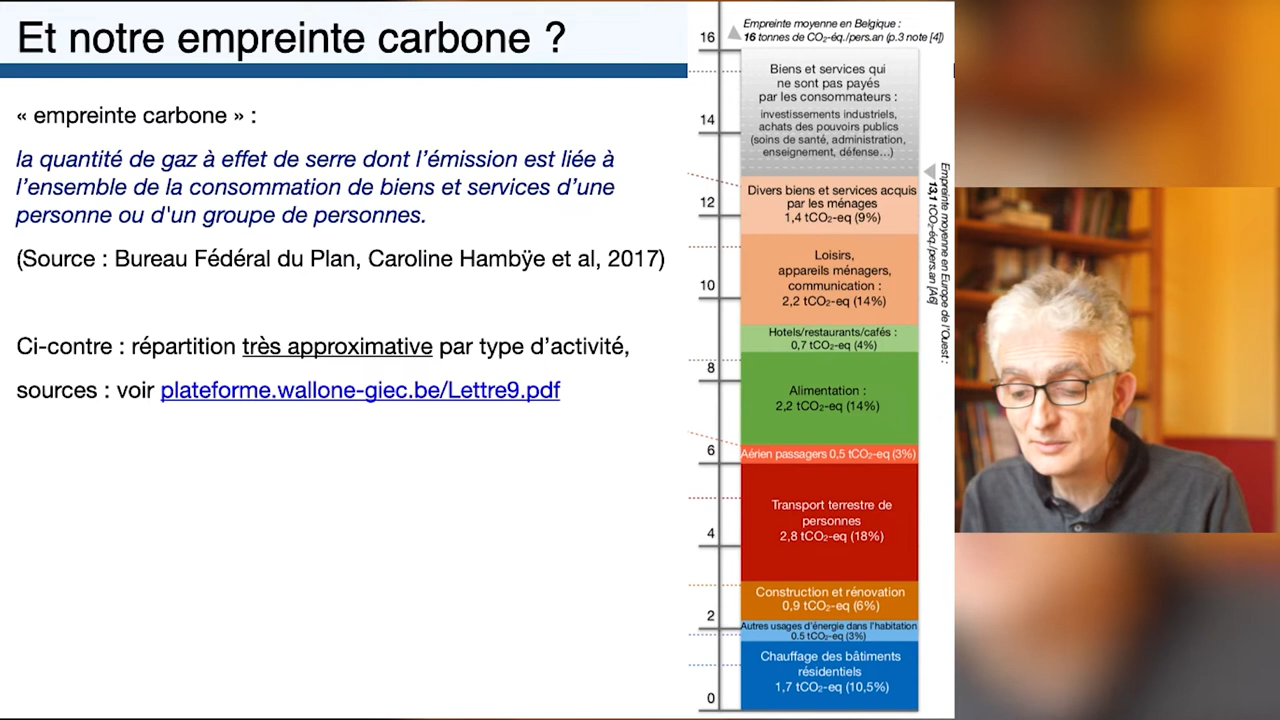 Et notre empreinte carbone ?
« empreinte carbone » :
la quantité de gaz à effet de serre dont l’émission est liée à
l’ensemble de la consommation de biens et services d’une
personne ou d'un groupe de personnes.
(Source : Bureau Fédéral du Plan, Caroline Hambÿe et al, 2017)
Ci-contre : répartition très approximative par type d’activité,
sources : voir plateforme.wallone-giec.be/Lettre9.pdf
Empreinte moyenne en Belgique :
16 tonnes de CO₂-éq./pers.an (p.3 note [4])
16
Biens et services qui
ne sont pas payés
par les consommateurs :
investissements industriels,
achats des pouvoirs publics
(soins de santé, administration,
enseignement, défense…)
14
Empreinte moyenne en Europe de l'Ouest :
13,1 tCO₂-éq./pers.an [A6]
Divers biens et services acquis
par les ménages
1,4 tCO₂-eq (9%)
12
Loisirs,
appareils ménagers,
communication :
2,2 tCO₂-eq (14%)
10
Hotels/restaurants/cafés :
0,7 tCO₂-eq (4%)
8
Alimentation :
2,2 tCO₂-eq (14%)
6
Aérien passagers 0,5 tCO₂-eq (3%)
Transport terrestre de
personnes
2,8 tCO₂-eq (18%)
4
Construction et rénovation
0,9 tCO₂-eq (6%)
2
Autres usages d'énergie dans l'habitation
0.5 tCO₂-eq (3%)
Chauffage des bâtiments
résidentiels
1,7 tCO₂-eq (10,5%)
0